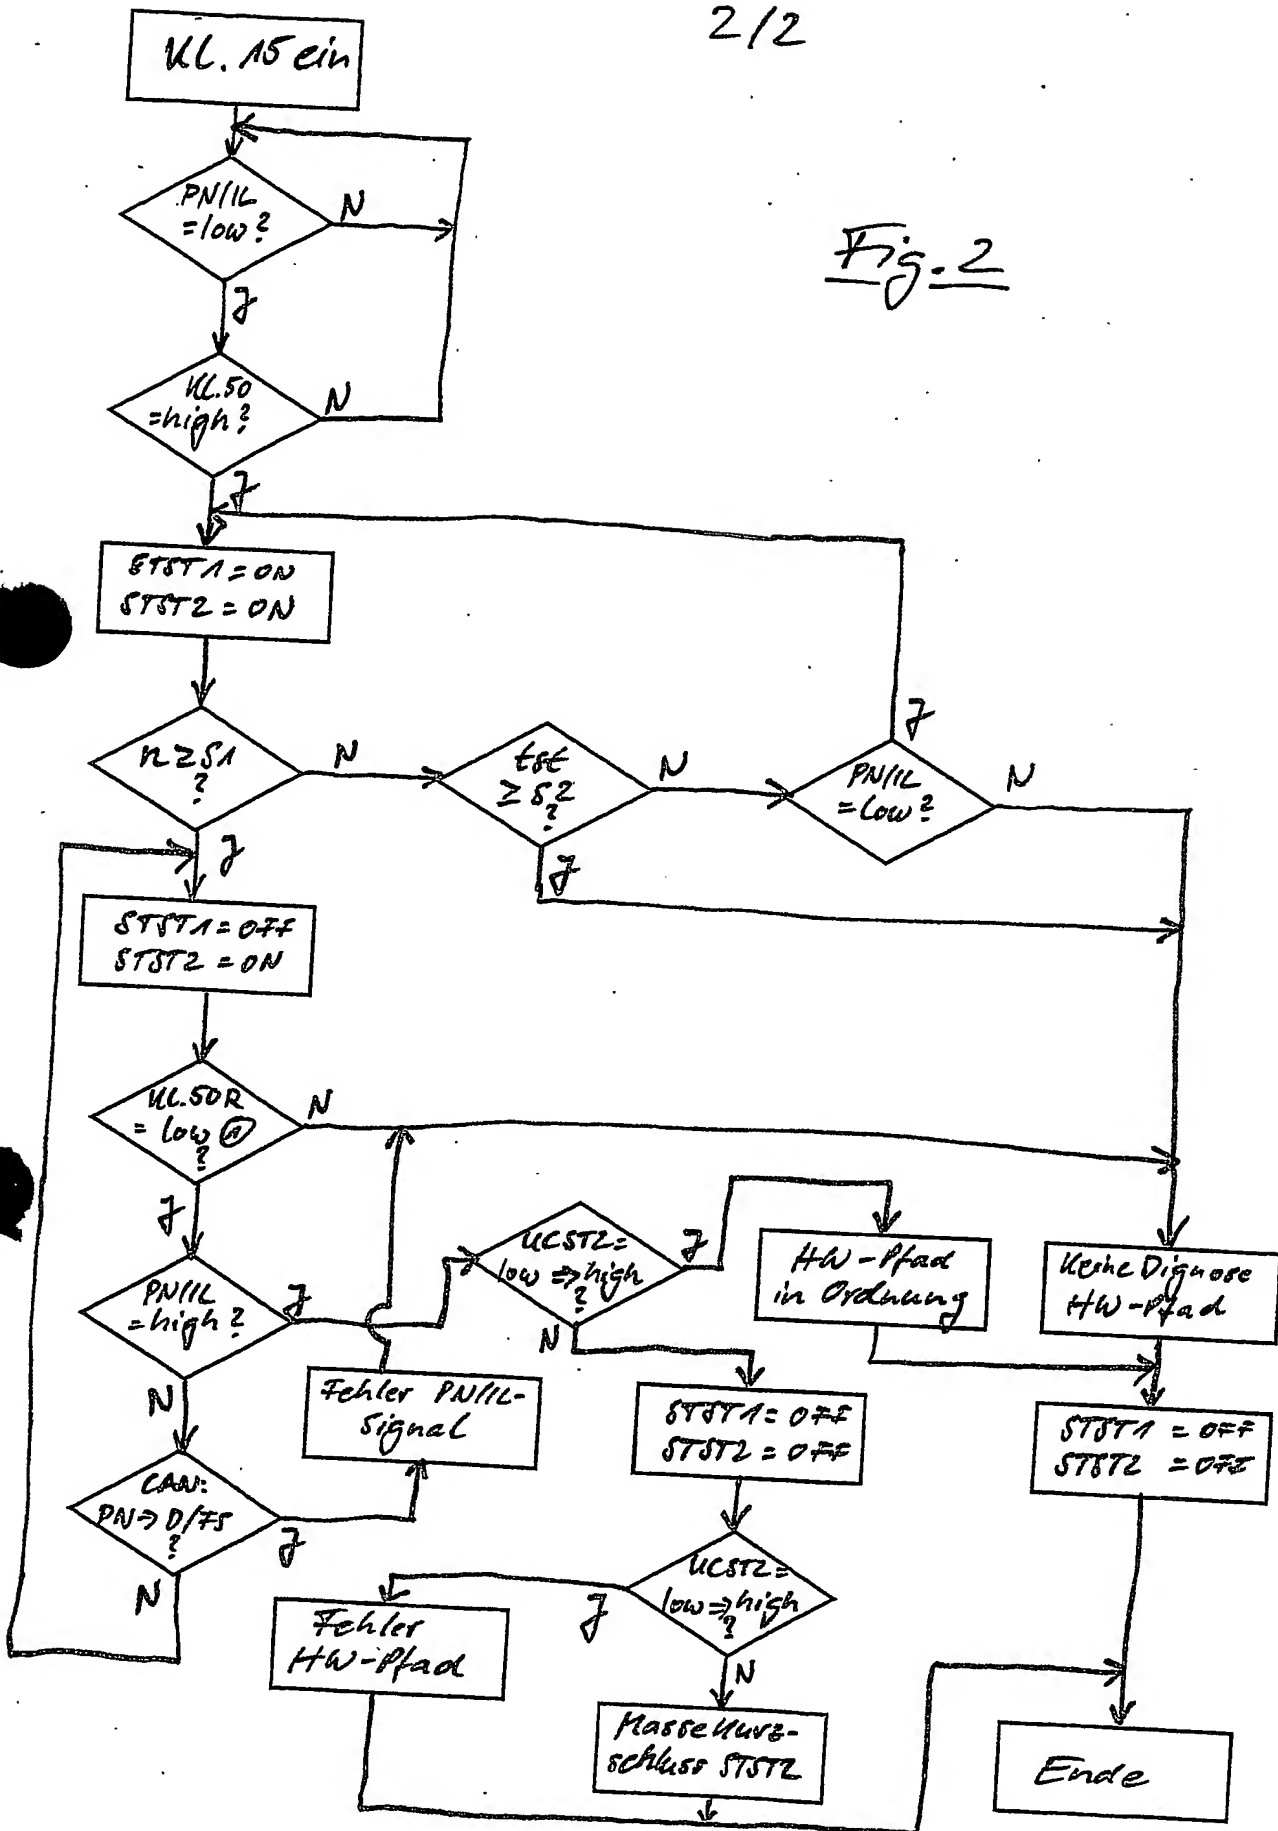 2/2
KL. 15 ein
Fig. 2
PN/IL
=low?
N
J
KL.50
=high?
N
J
STST1=ON
STST2=ON
n≥S1
?
N
J
tst
≥S2
?
N
J
PN/IL
=low?
J
N
STST1=OFF
STST2=ON
KL.50R
=low ①
?
N
J
PN/IL
=high?
J
N
UCST2=
low⇒high
?
J
N
HW-Pfad
in Ordnung
Keine Dignose
HW-Pfad
Fehler PN/IL-
Signal
STST1=OFF
STST2=OFF
STST1=OFF
STST2=OFF
CAN:
PN⇒D/FS
?
J
N
UCST2=
low⇒high
?
J
N
Fehler
HW-Pfad
Massekurz-
schluss STST2
Ende